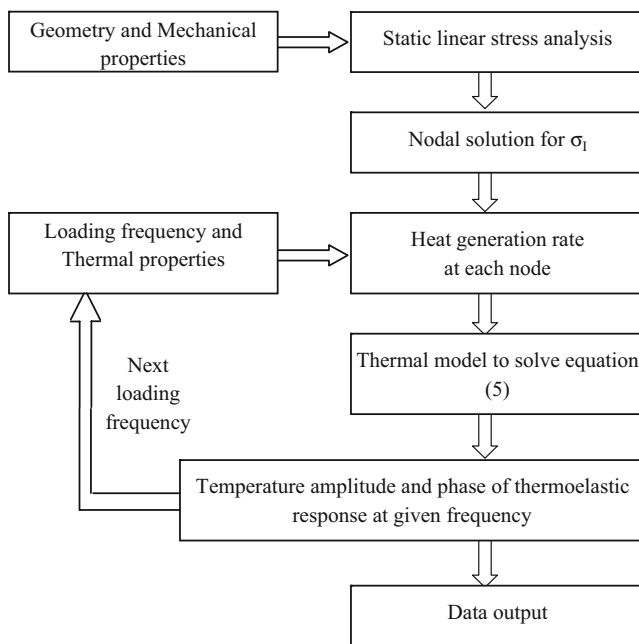 Geometry and Mechanical
properties
Static linear stress analysis
Nodal solution for σI
Loading frequency and
Thermal properties
Heat generation rate
at each node
Next
loading
frequency
Thermal model to solve equation
(5)
Temperature amplitude and phase of thermoelastic
response at given frequency
Data output